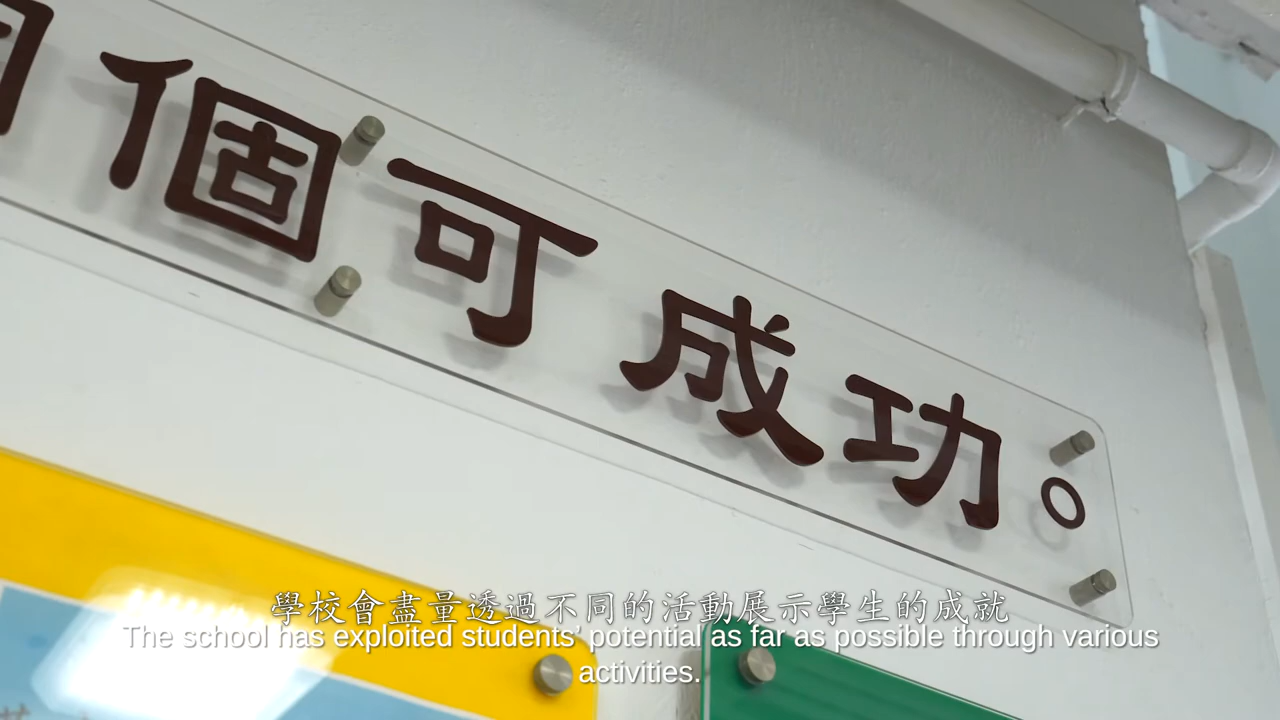 個可成功。
學校會盡量透過不同的活動展示學生的成就
The school has exploited students’ potential as far as possible through various
activities.